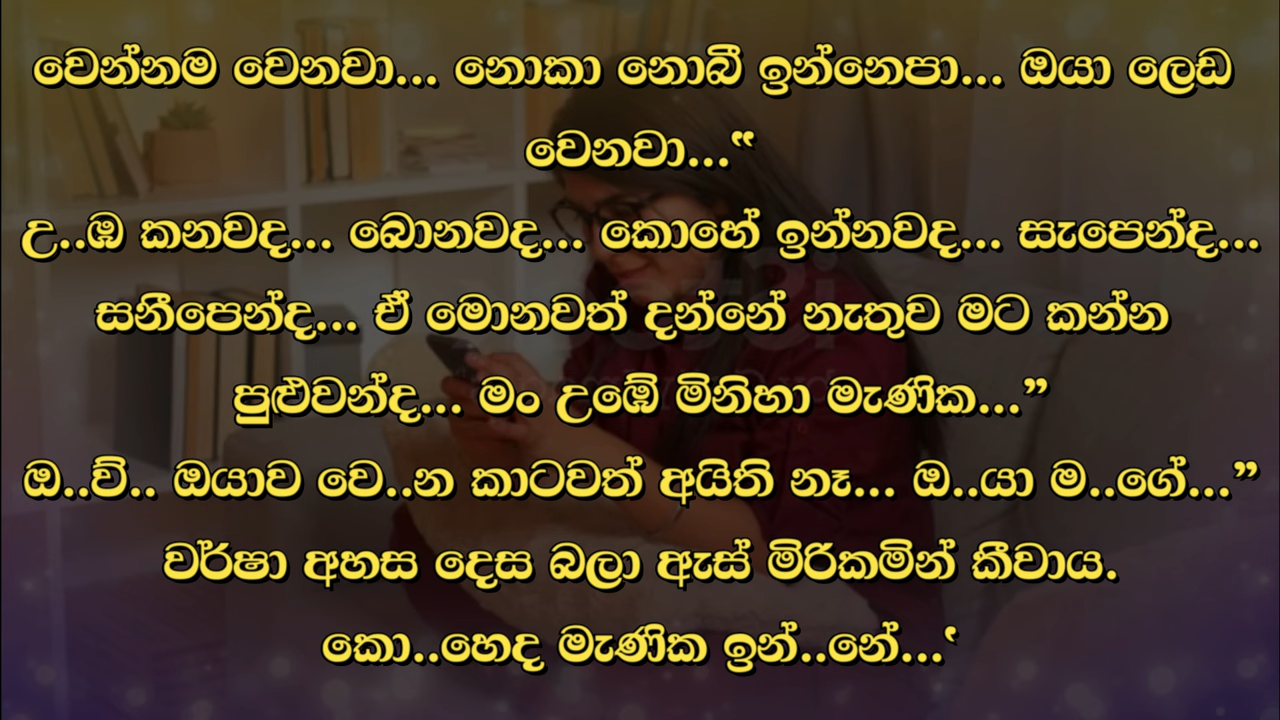 වෙන්නම වෙනවා... නොකා නොබී ඉන්නෙපා... ඔයා ලෙඩ
වෙනවා...‟
උ..ඹ කනවද... බොනවද... කොහේ ඉන්නවද... සැපෙන්ද...
සනීපෙන්ද... ඒ මොනවත් දන්නේ නැතුව මට කන්න
පුළුවන්ද... මං උඹේ මිනිහා මැණික...”
ඔ..ව්.. ඔයාව වෙ..න කාටවත් අයිති නෑ... ඔ..යා ම..ගේ...”
වර්ෂා අහස දෙස බලා ඇස් මිරිකමින් කීවාය.
කො..හෙද මැණික ඉන්..නේ...‛